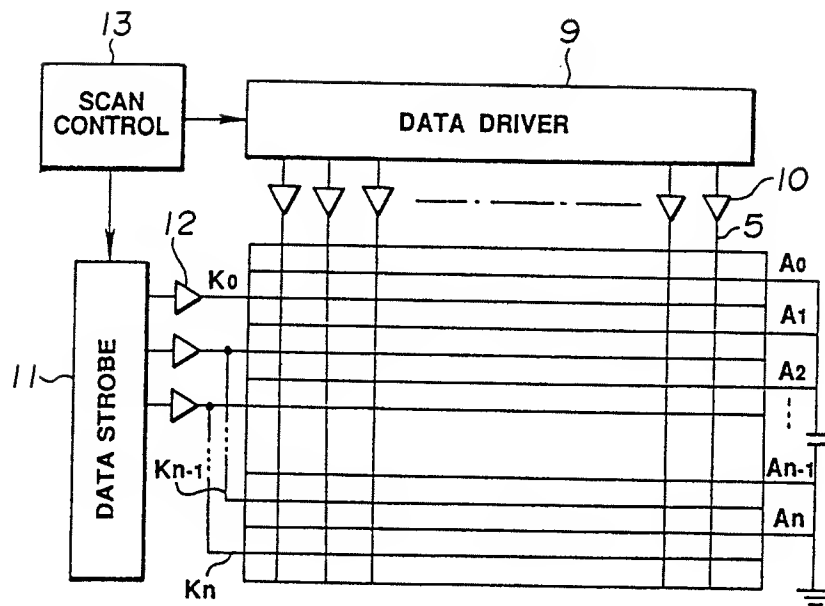 13
SCAN
CONTROL
9
DATA DRIVER
10
5
12
K0
A0
A1
11
DATA STROBE
A2
Kn-1
An-1
An
Kn